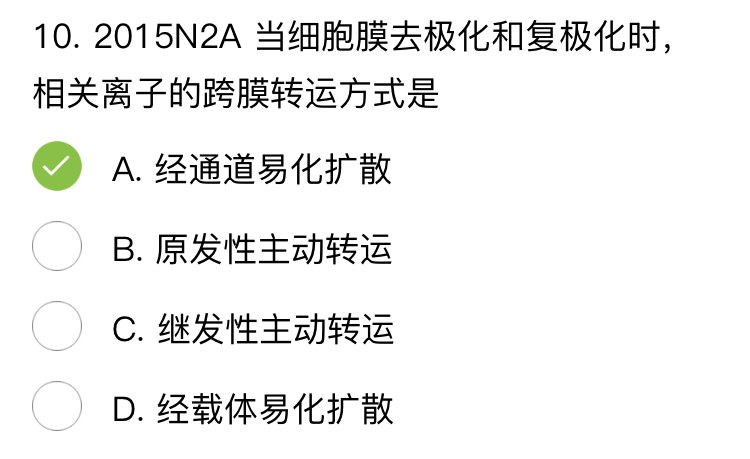 10. 2015N2A 当细胞膜去极化和复极化时，
相关离子的跨膜转运方式是
A. 经通道易化扩散
B. 原发性主动转运
C. 继发性主动转运
D. 经载体易化扩散